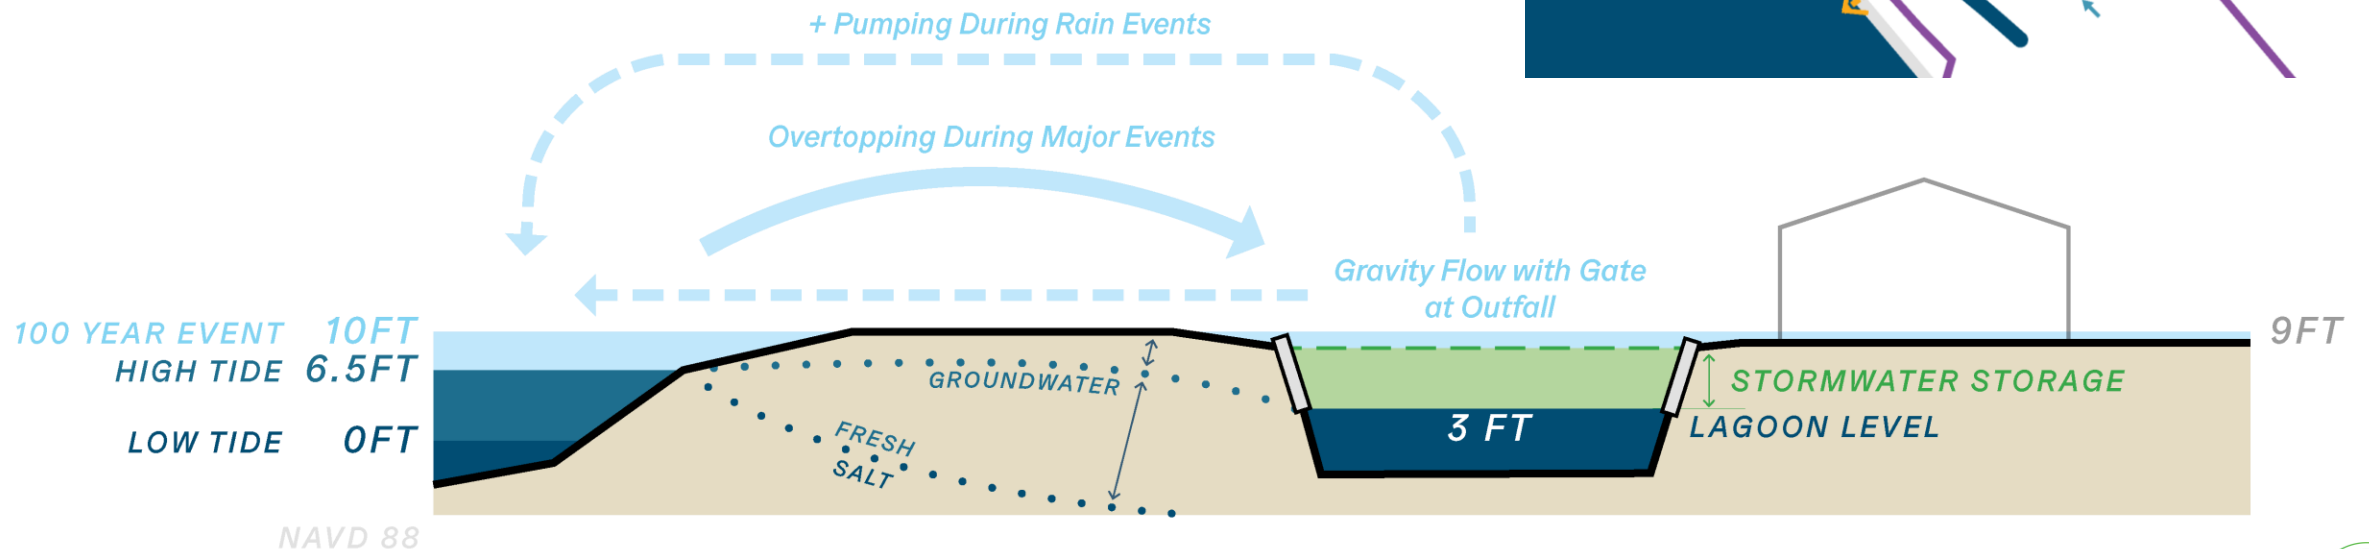 + Pumping During Rain Events
Overtopping During Major Events
Gravity Flow with Gate
at Outfall
100 YEAR EVENT 10FT
HIGH TIDE 6.5FT
LOW TIDE 0FT
NAVD 88
GROUNDWATER
FRESH
SALT
3 FT
STORMWATER STORAGE
LAGOON LEVEL
9FT